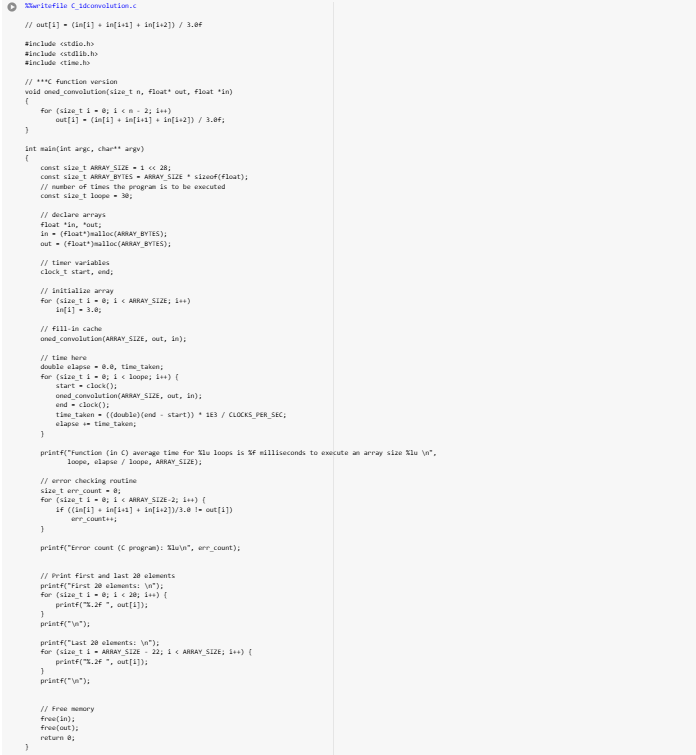 %%writefile C_1dconvolution.c
// out[i] = (in[i] + in[i+1] + in[i+2]) / 3.0f
#include <stdio.h>
#include <stdlib.h>
#include <time.h>
// ***C function version
void oned_convolution(size_t n, float* out, float *in)
{
    for (size_t i = 0; i < n - 2; i++)
        out[i] = (in[i] + in[i+1] + in[i+2]) / 3.0f;
}
int main(int argc, char** argv)
{
    const size_t ARRAY_SIZE = 1 << 28;
    const size_t ARRAY_BYTES = ARRAY_SIZE * sizeof(float);
    // number of times the program is to be executed
    const size_t loope = 30;
    // declare arrays
    float *in, *out;
    in = (float*)malloc(ARRAY_BYTES);
    out = (float*)malloc(ARRAY_BYTES);
    // timer variables
    clock_t start, end;
    // initialize array
    for (size_t i = 0; i < ARRAY_SIZE; i++)
        in[i] = 3.0;
    // fill-in cache
    oned_convolution(ARRAY_SIZE, out, in);
    // time here
    double elapse = 0.0, time_taken;
    for (size_t i = 0; i < loope; i++) {
        start = clock();
        oned_convolution(ARRAY_SIZE, out, in);
        end = clock();
        time_taken = ((double)(end - start)) * 1E3 / CLOCKS_PER_SEC;
        elapse += time_taken;
    }
    printf("Function (in C) average time for %lu loops is %f milliseconds to execute an array size %lu \n",
           loope, elapse / loope, ARRAY_SIZE);
    // error checking routine
    size_t err_count = 0;
    for (size_t i = 0; i < ARRAY_SIZE-2; i++) {
        if ((in[i] + in[i+1] + in[i+2])/3.0 != out[i])
            err_count++;
    }
    printf("Error count (C program): %lu\n", err_count);
    // Print first and last 20 elements
    printf("First 20 elements: \n");
    for (size_t i = 0; i < 20; i++) {
        printf("%.2f ", out[i]);
    }
    printf("\n");
    printf("Last 20 elements: \n");
    for (size_t i = ARRAY_SIZE - 22; i < ARRAY_SIZE; i++) {
        printf("%.2f ", out[i]);
    }
    printf("\n");
    // Free memory
    free(in);
    free(out);
    return 0;
}